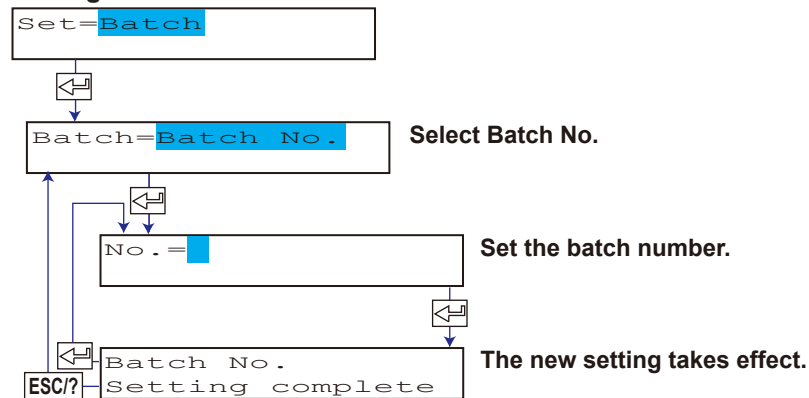 Set=Batch
Batch=Batch No.
Select Batch No.
No.=
Set the batch number.
Batch No.
Setting complete
The new setting takes effect.
ESC/?